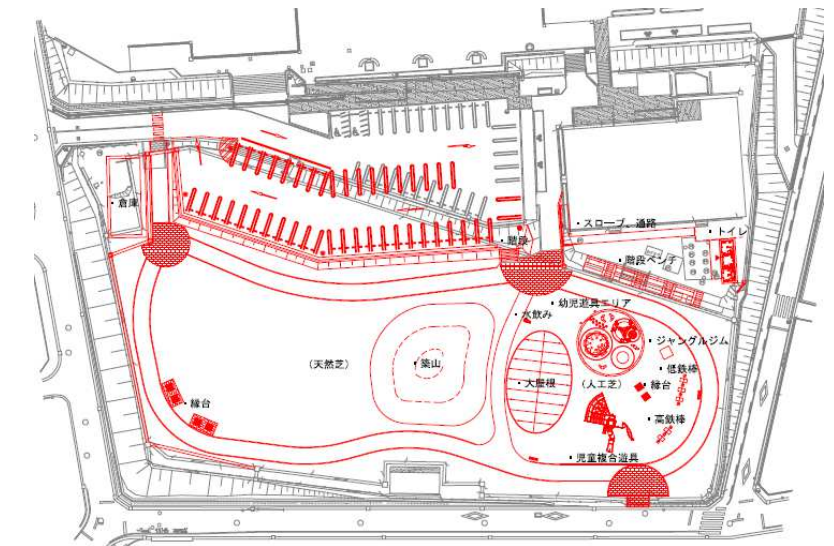 倉庫
スロープ、通路
トイレ
階段
階段ベンチ
幼児遊具エリア
水飲み
ジャングルジム
低鉄棒
(天然芝)
築山
大屋根
(人工芝)
縁台
縁台
高鉄棒
児童複合遊具